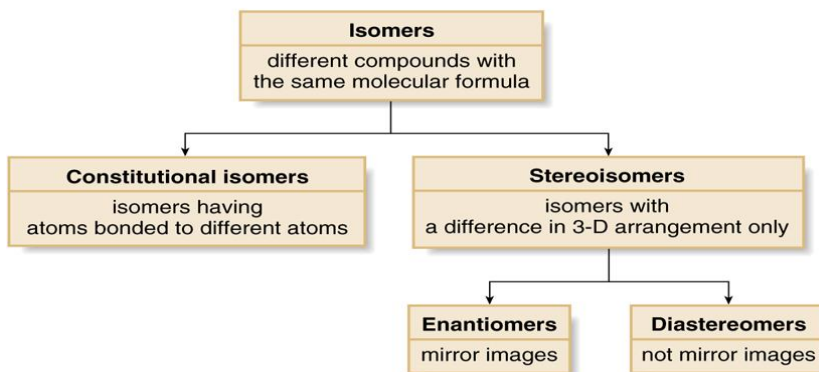 Isomers
different compounds with
the same molecular formula
Constitutional isomers
isomers having
atoms bonded to different atoms
Stereoisomers
isomers with
a difference in 3-D arrangement only
Enantiomers
mirror images
Diastereomers
not mirror images